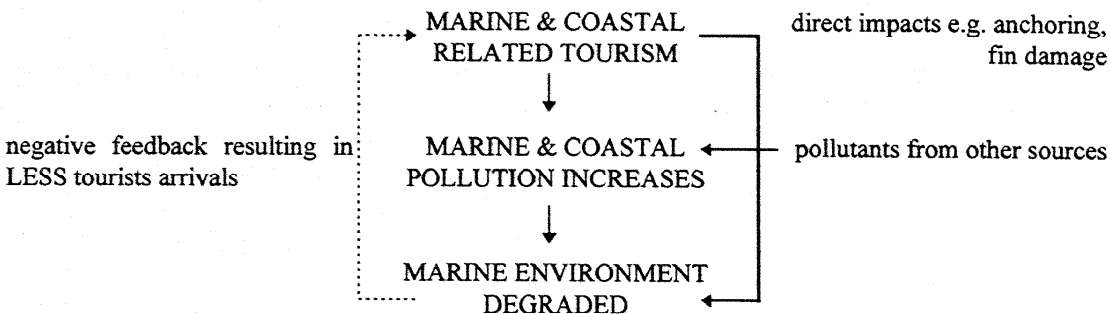 MARINE & COASTAL
RELATED TOURISM
direct impacts e.g. anchoring,
fin damage
negative feedback resulting in
LESS tourists arrivals
MARINE & COASTAL
POLLUTION INCREASES
pollutants from other sources
MARINE ENVIRONMENT
DEGRADED